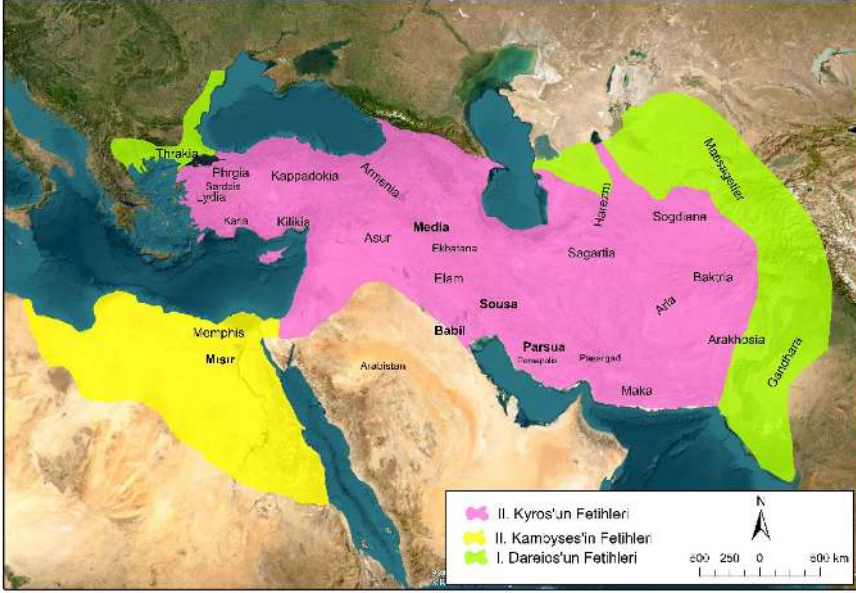 Thrakia
Phrgia
Kappadokia
Armenia
Sardais
Lydia
Karia
Kilikia
Massagetler
Harezm
Sogdiana
Media
Asur
Ekbatana
Sagartia
Elam
Baktria
Sousa
Aria
Memphis
Babil
Parsua
Arakhosia
Mısır
Persepolis
Pasargad
Arabistan
Gandhara
Maka
II. Kyros'un Fetihleri
II. Kambyses'in Fetihleri
I. Dareios'un Fetihleri
N
500 250 0 500 km